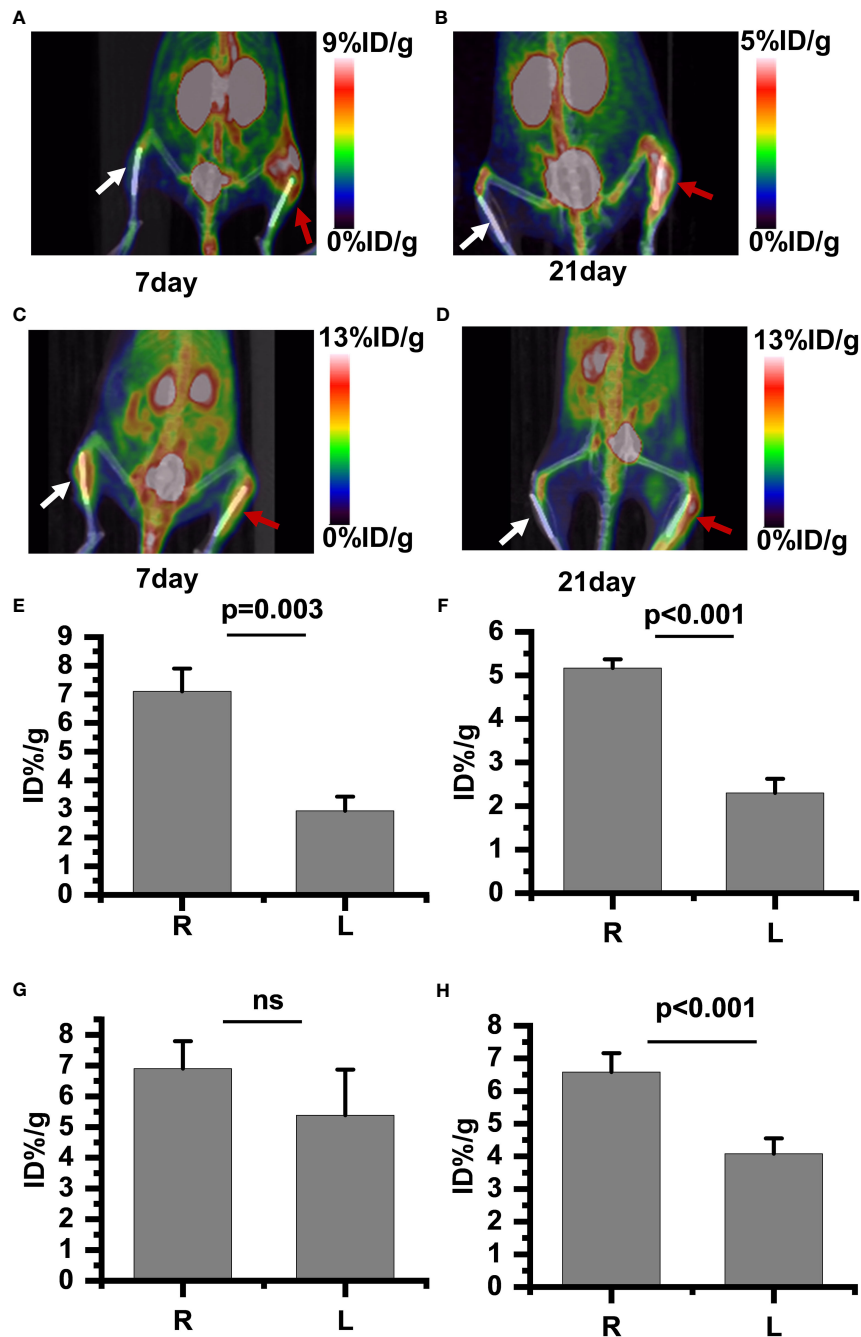 A
9%ID/g
0%ID/g
7day
B
5%ID/g
0%ID/g
21day
C
13%ID/g
0%ID/g
7day
D
13%ID/g
0%ID/g
21day
E
p=0.003
9
8
7
6
5
4
3
2
1
0
ID%/g
R L
F
p<0.001
6
5
4
3
2
1
0
ID%/g
R L
G
ns
8
7
6
5
4
3
2
1
0
ID%/g
R L
H
p<0.001
8
7
6
5
4
3
2
1
0
ID%/g
R L